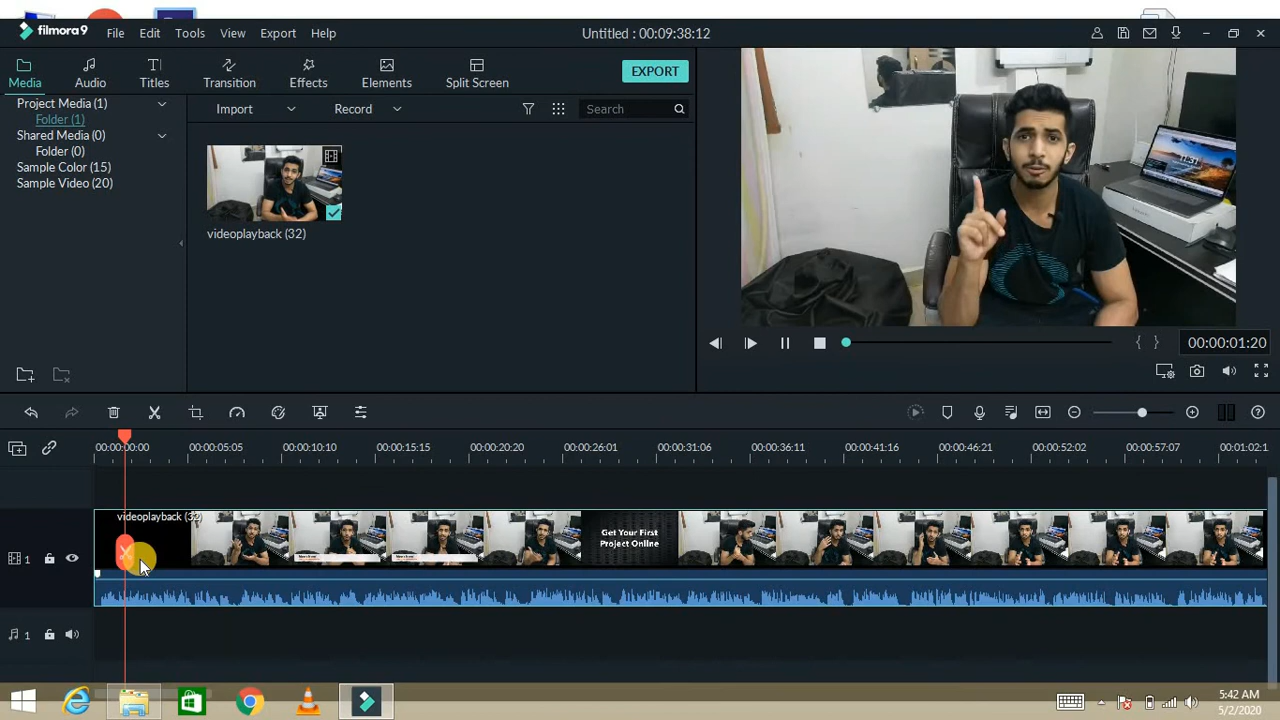 filmora9
File
Edit
Tools
View
Export
Help
Untitled : 00:09:38:12
Media
Audio
Titles
Transition
Effects
Elements
Split Screen
EXPORT
Project Media (1)
Folder (1)
Shared Media (0)
Folder (0)
Sample Color (15)
Sample Video (20)
Import
Record
Search
videoplayback (32)
11:31
00:00:01:20
00:00:00:00
00:00:05:05
00:00:10:10
00:00:15:15
00:00:20:20
00:00:26:01
00:00:31:06
00:00:36:11
00:00:41:16
00:00:46:21
00:00:52:02
00:00:57:07
00:01:02:1
videoplayback (32)
Get Your First
Project Online
1
1
5:42 AM
5/2/2020